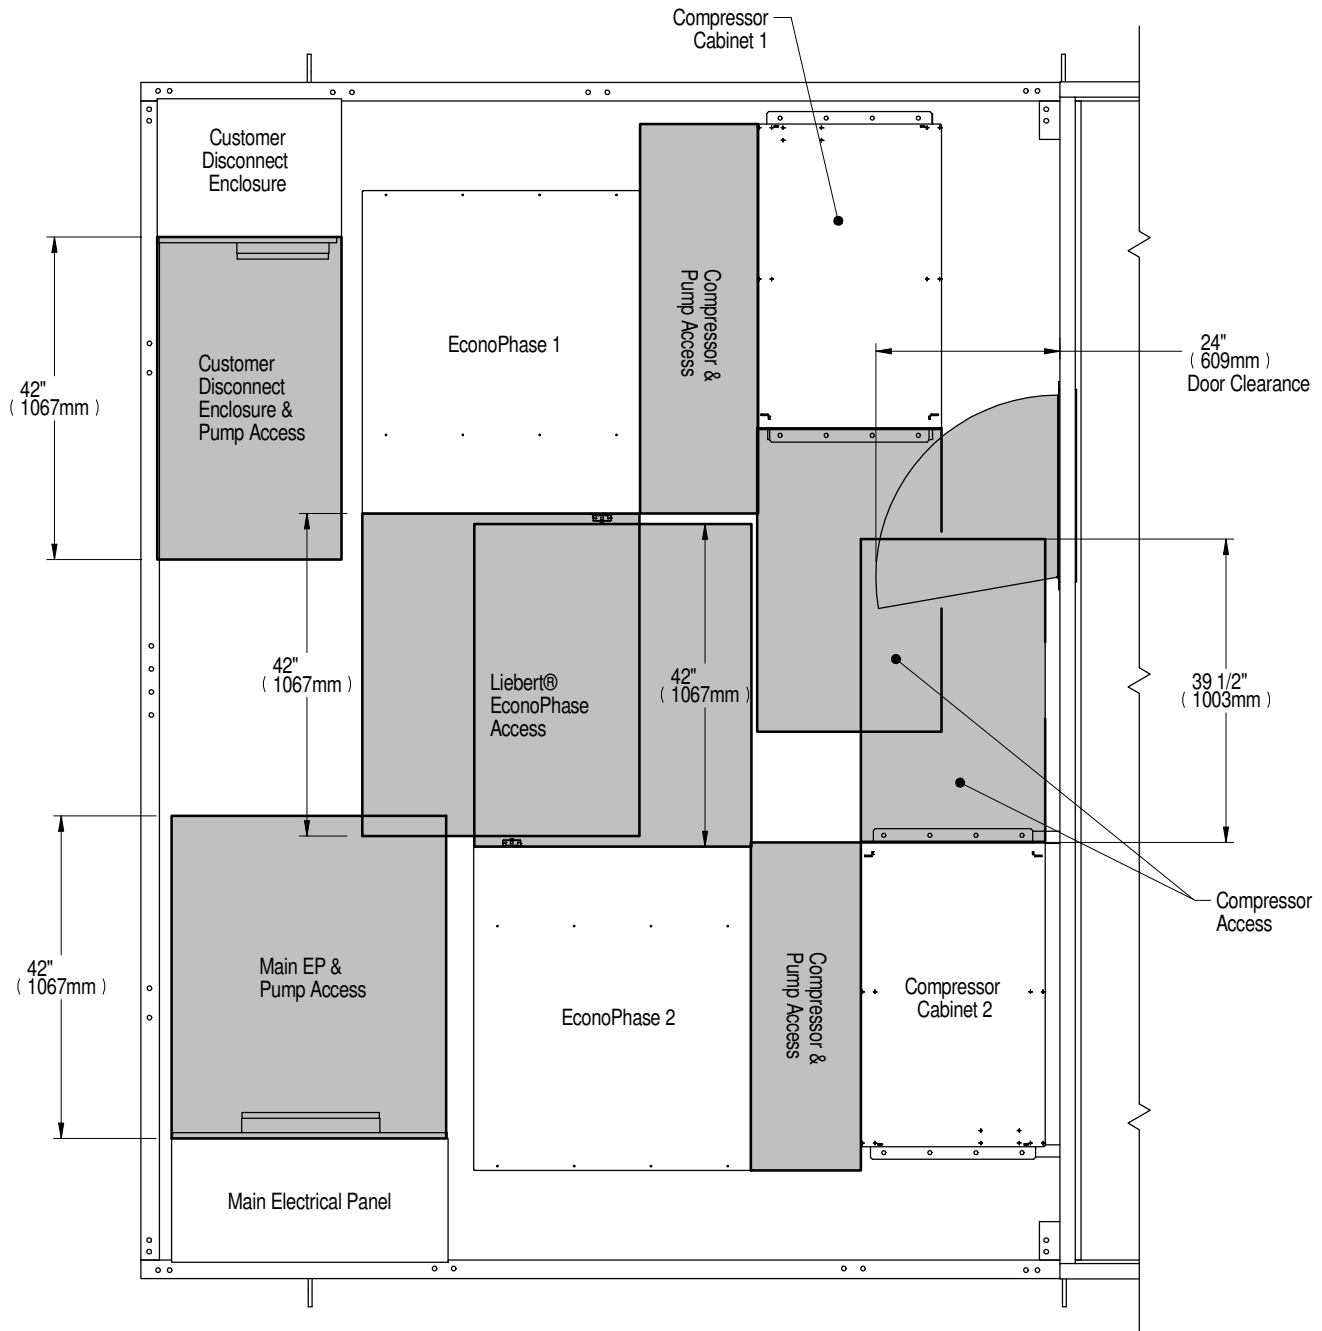 Compressor
Cabinet 1
Customer
Disconnect
Enclosure
Compressor &
Pump Access
EconoPhase 1
24"
( 609mm )
Door Clearance
Customer
Disconnect
Enclosure &
Pump Access
42"
( 1067mm )
42"
( 1067mm )
Liebert®
EconoPhase
Access
42"
( 1067mm )
39 1/2"
( 1003mm )
Compressor
Access
42"
( 1067mm )
Main EP &
Pump Access
EconoPhase 2
Compressor &
Pump Access
Compressor
Cabinet 2
Main Electrical Panel